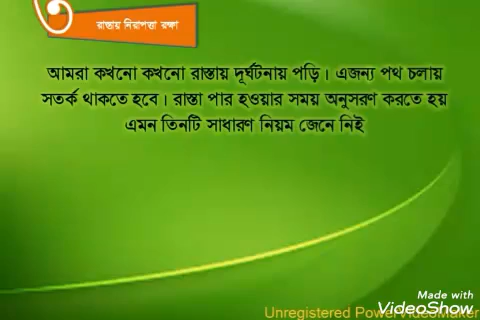 ৩
রাস্তায় নিরাপত্তা রক্ষা
আমরা কখনো কখনো রাস্তায় দূর্ঘটনায় পড়ি। এজন্য পথ চলায়
সতর্ক থাকতে হবে। রাস্তা পার হওয়ার সময় অনুসরণ করতে হয়
এমন তিনটি সাধারণ নিয়ম জেনে নিই
Made with
VideoShow
Unregistered PowerVideoMaker